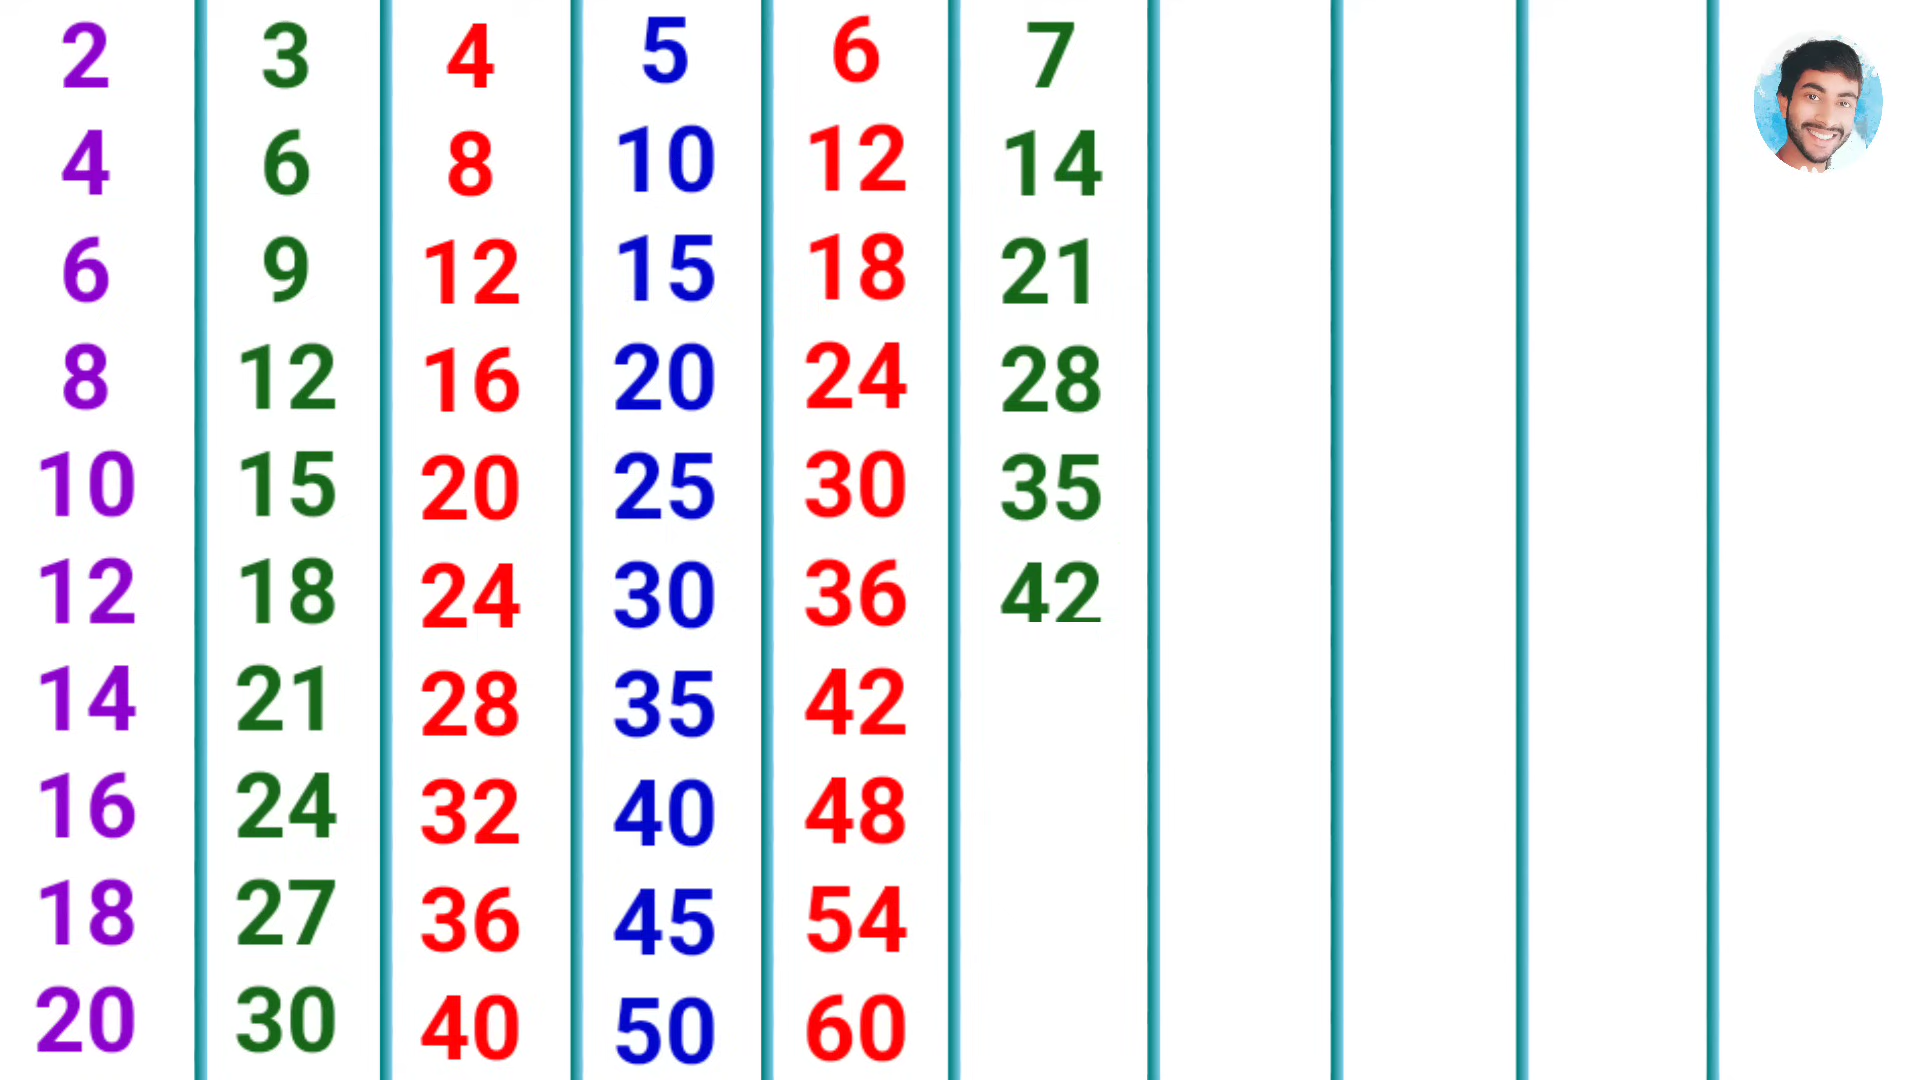 2 3 4 5 6 7
4 6 8 10 12 14
6 9 12 15 18 21
8 12 16 20 24 28
10 15 20 25 30 35
12 18 24 30 36 42
14 21 28 35 42
16 24 32 40 48
18 27 36 45 54
20 30 40 50 60